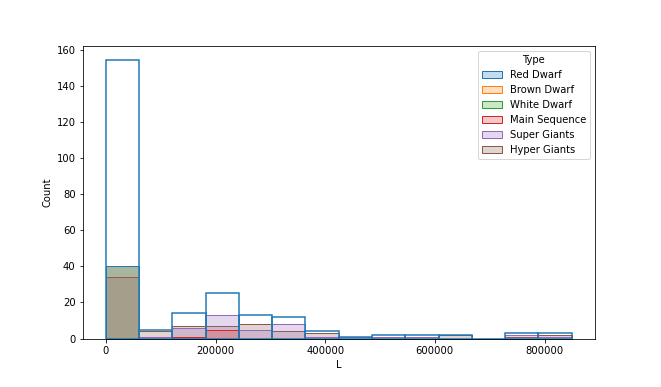 160
140
120
100
80
60
40
20
0
Count
0
200000
400000
600000
800000
L
Type
Red Dwarf
Brown Dwarf
White Dwarf
Main Sequence
Super Giants
Hyper Giants